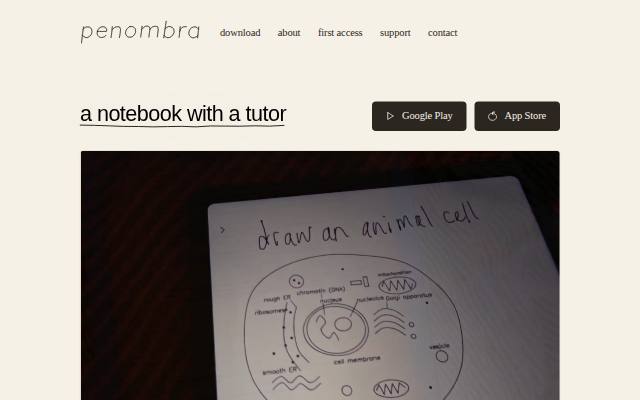 penombra
download about first access support contact
a notebook with a tutor
Google Play App Store
draw an animal cell
mitochondrion
chromatin (DNA)
rough ER
nucleus
nucleolus
Golgi apparatus
ribosomes
vesicle
cell membrane
smooth ER